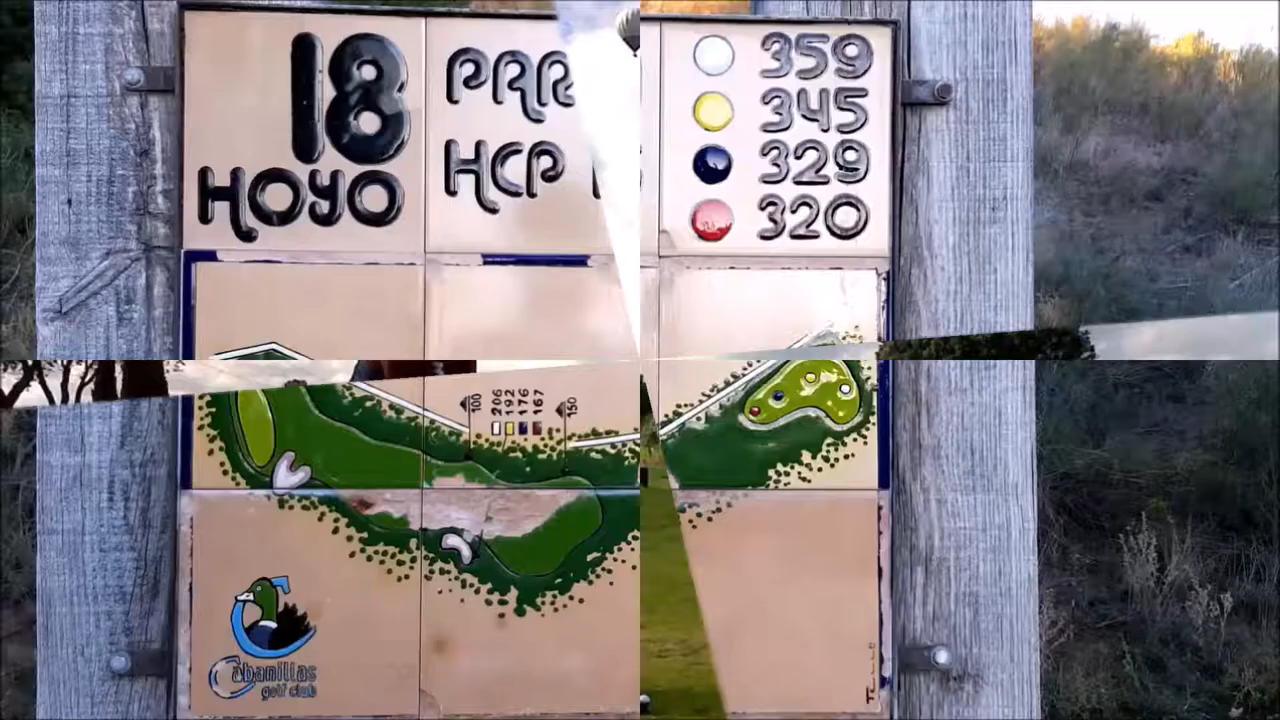 18
HOYO
PAR
HCP
359
345
329
320
100
206
192
176
167
150
Cabanillas
golf club